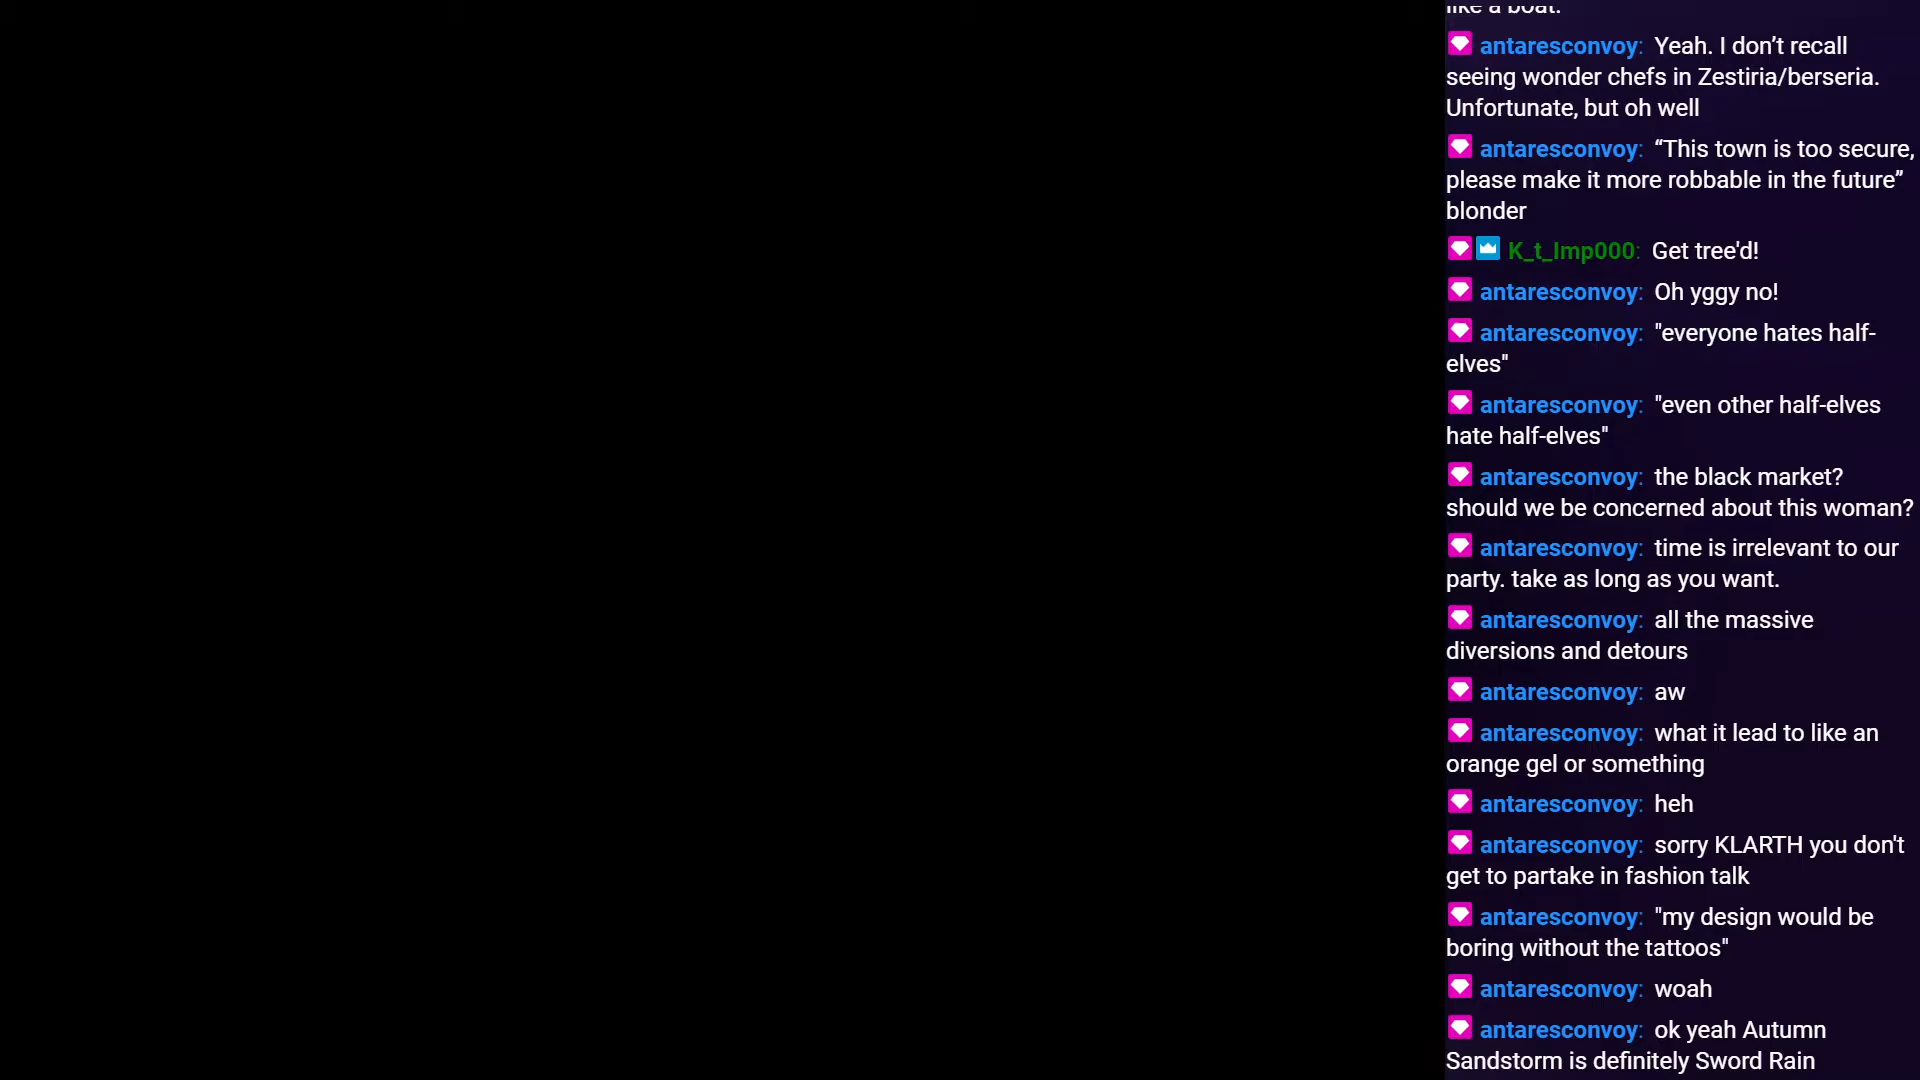 like a boat.
antaresconvoy: Yeah. I don’t recall
seeing wonder chefs in Zestiria/berseria.
Unfortunate, but oh well
antaresconvoy: “This town is too secure,
please make it more robbable in the future”
blonder
K_t_Imp000: Get tree'd!
antaresconvoy: Oh yggy no!
antaresconvoy: "everyone hates half-
elves"
antaresconvoy: "even other half-elves
hate half-elves"
antaresconvoy: the black market?
should we be concerned about this woman?
antaresconvoy: time is irrelevant to our
party. take as long as you want.
antaresconvoy: all the massive
diversions and detours
antaresconvoy: aw
antaresconvoy: what it lead to like an
orange gel or something
antaresconvoy: heh
antaresconvoy: sorry KLARTH you don't
get to partake in fashion talk
antaresconvoy: "my design would be
boring without the tattoos"
antaresconvoy: woah
antaresconvoy: ok yeah Autumn
Sandstorm is definitely Sword Rain